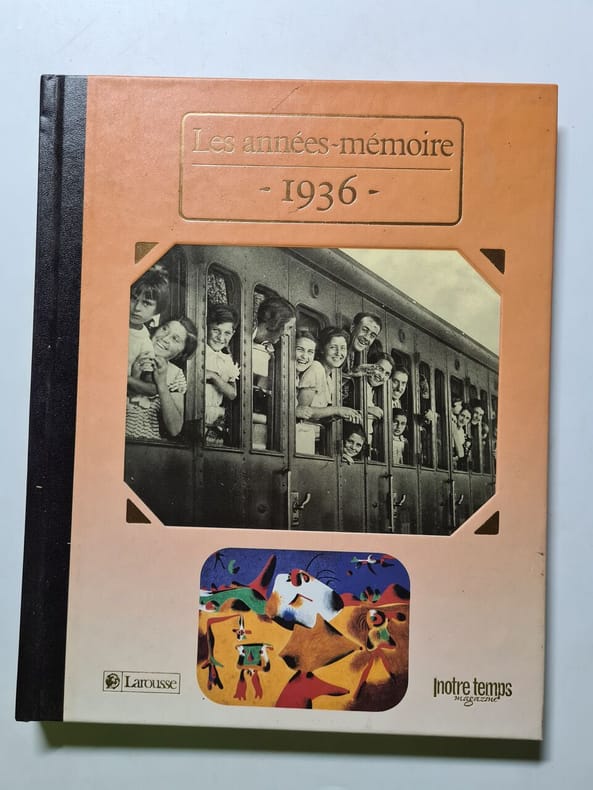 Les années-mémoire
- 1936 -
Larousse
notre temps
magazine